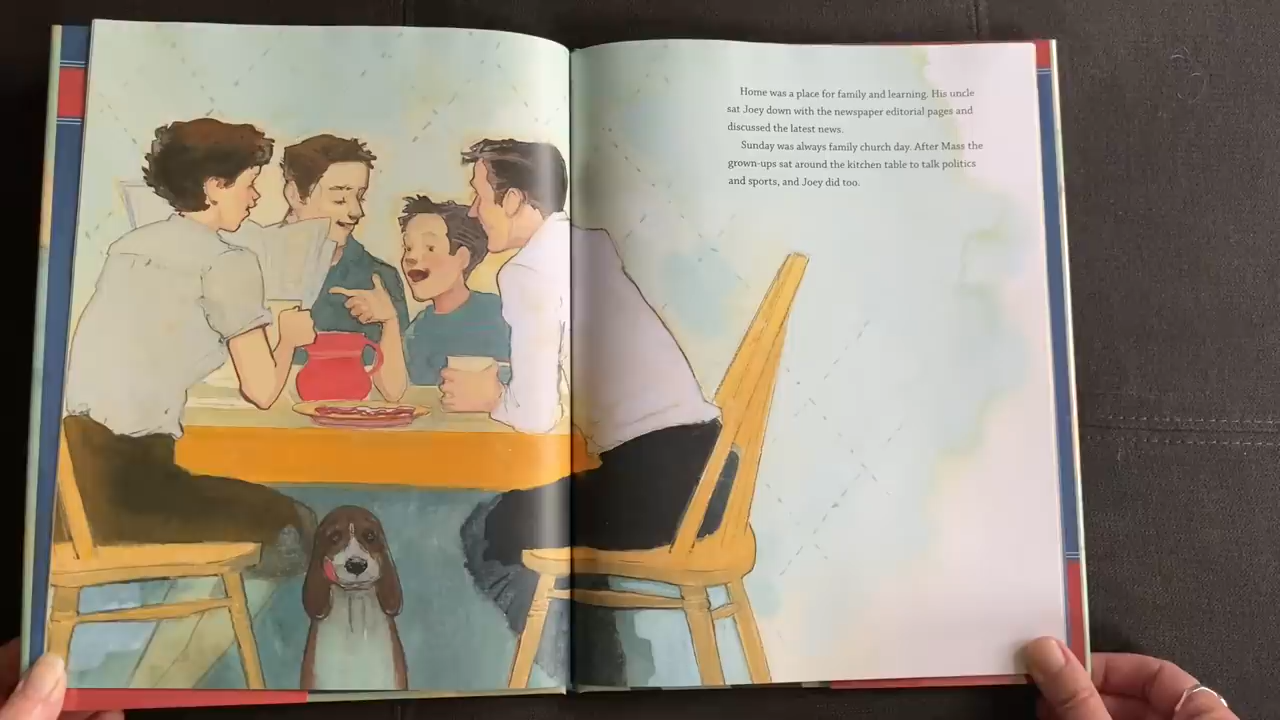 Home was a place for family and learning. His uncle
sat Joey down with the newspaper editorial pages and
discussed the latest news.
Sunday was always family church day. After Mass the
grown-ups sat around the kitchen table to talk politics
and sports, and Joey did too.